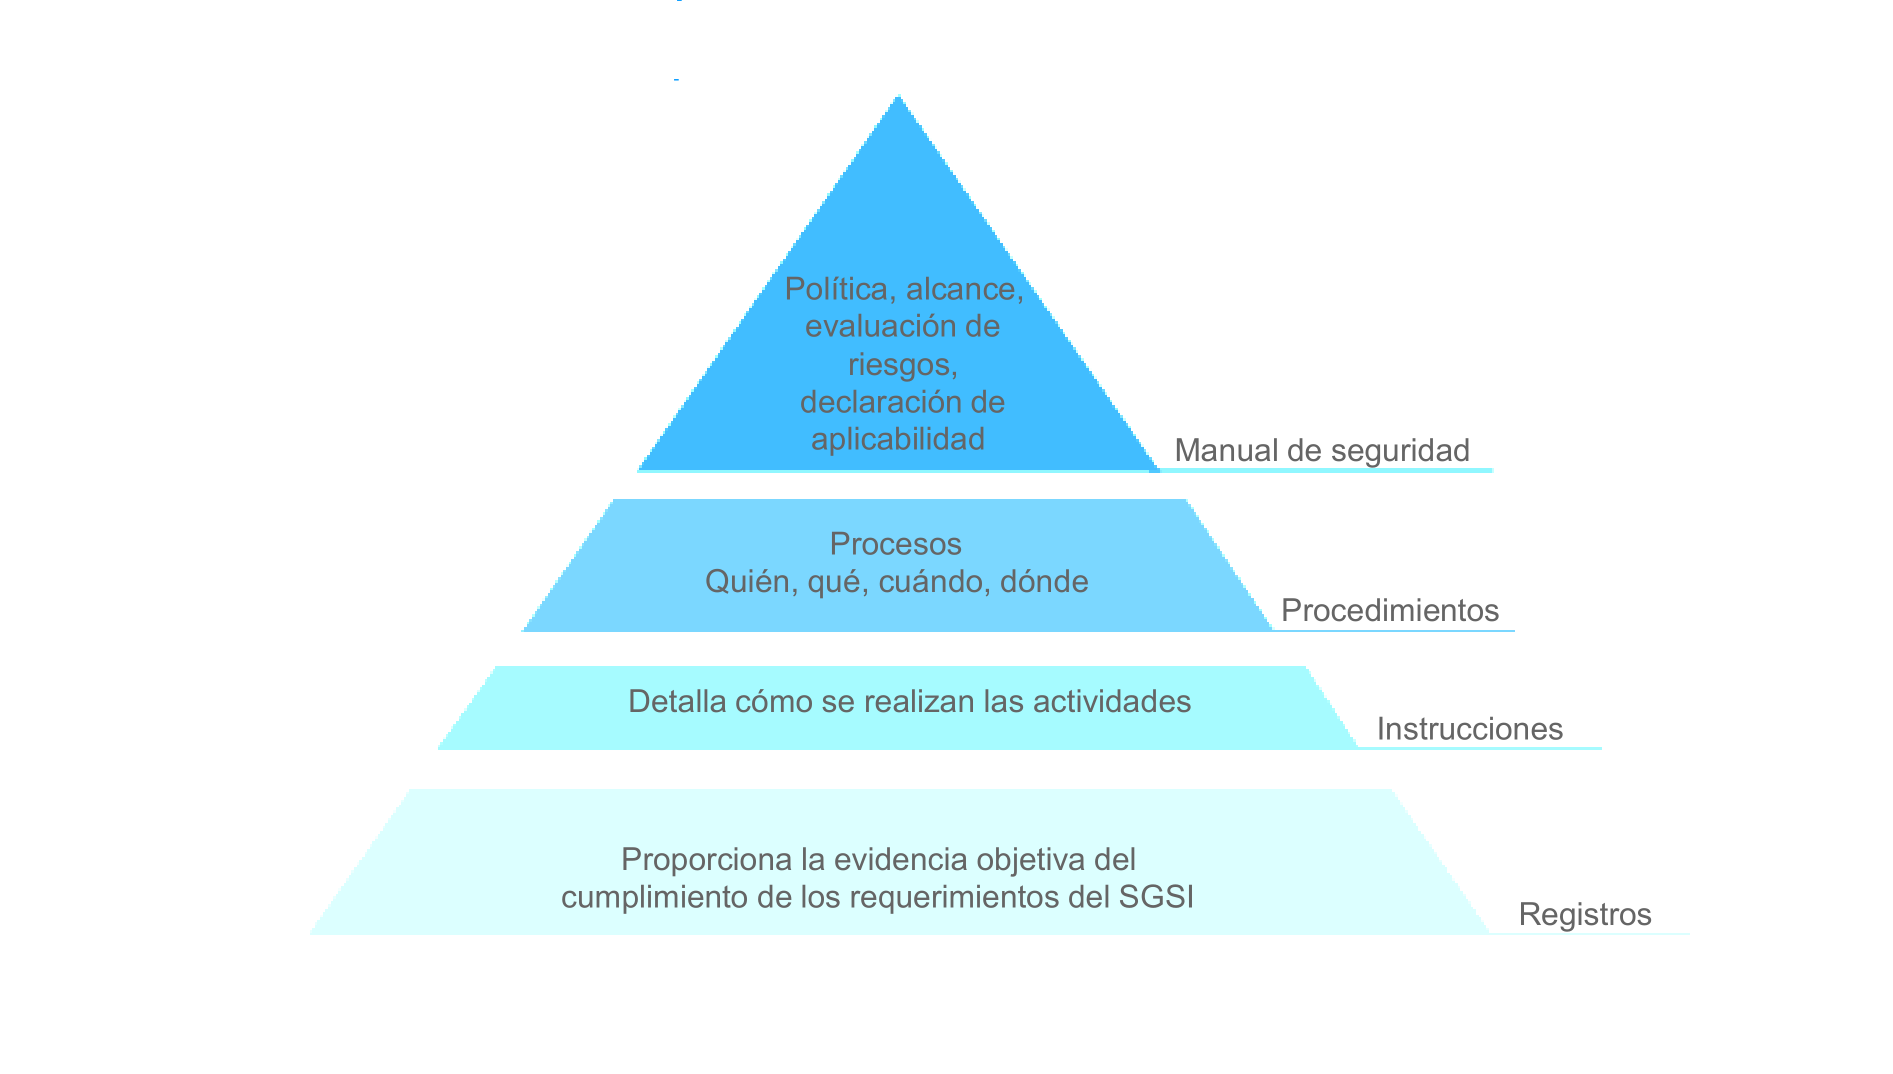 Política, alcance,
evaluación de
riesgos,
declaración de
aplicabilidad
Manual de seguridad
Procesos
Quién, qué, cuándo, dónde
Procedimientos
Detalla cómo se realizan las actividades
Instrucciones
Proporciona la evidencia objetiva del
cumplimiento de los requerimientos del SGSI
Registros